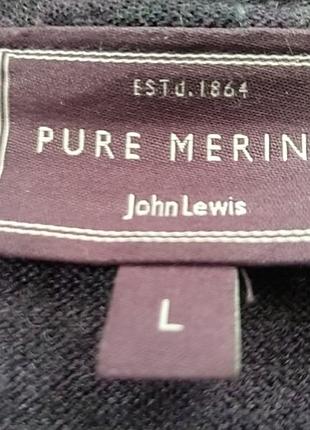 ESTd.1864
PURE MERIN
John Lewis
L